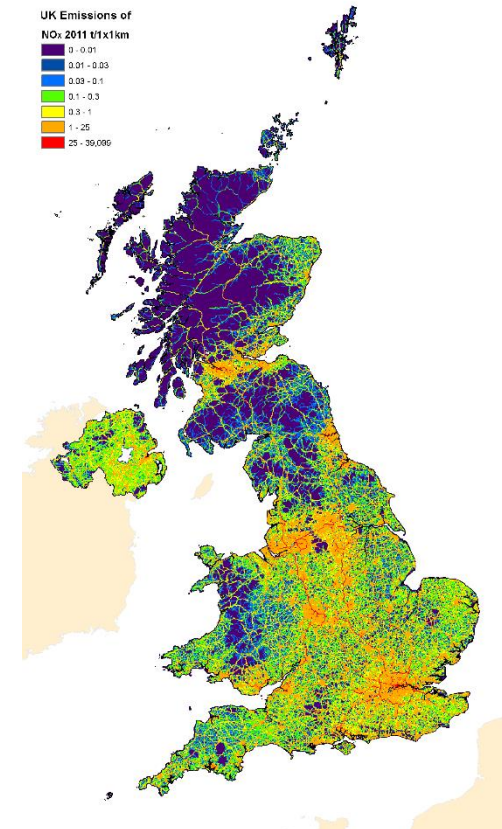 UK Emissions of
NOx 2011 t/1x1km
0 - 0.01
0.01 - 0.03
0.03 - 0.1
0.1 - 0.3
0.3 - 1
1 - 25
25 - 39,099